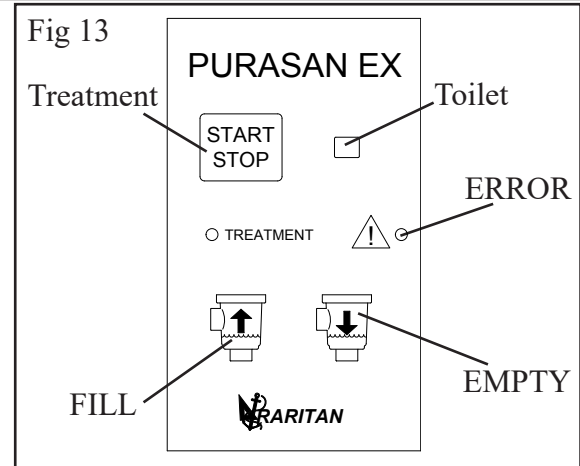 Fig 13
PURASAN EX
Treatment
START
STOP
Toilet
ERROR
TREATMENT
!
FILL
EMPTY
RARITAN